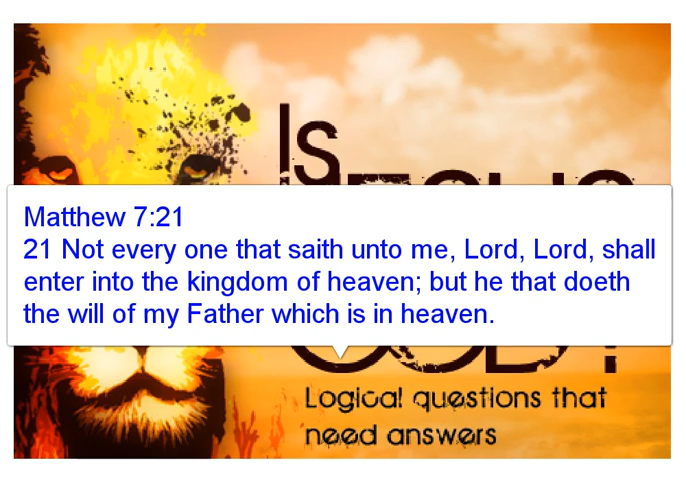 Is
JESUS
Matthew 7:21
21 Not every one that saith unto me, Lord, Lord, shall
enter into the kingdom of heaven; but he that doeth
the will of my Father which is in heaven.
GOD?
Logical questions that
need answers